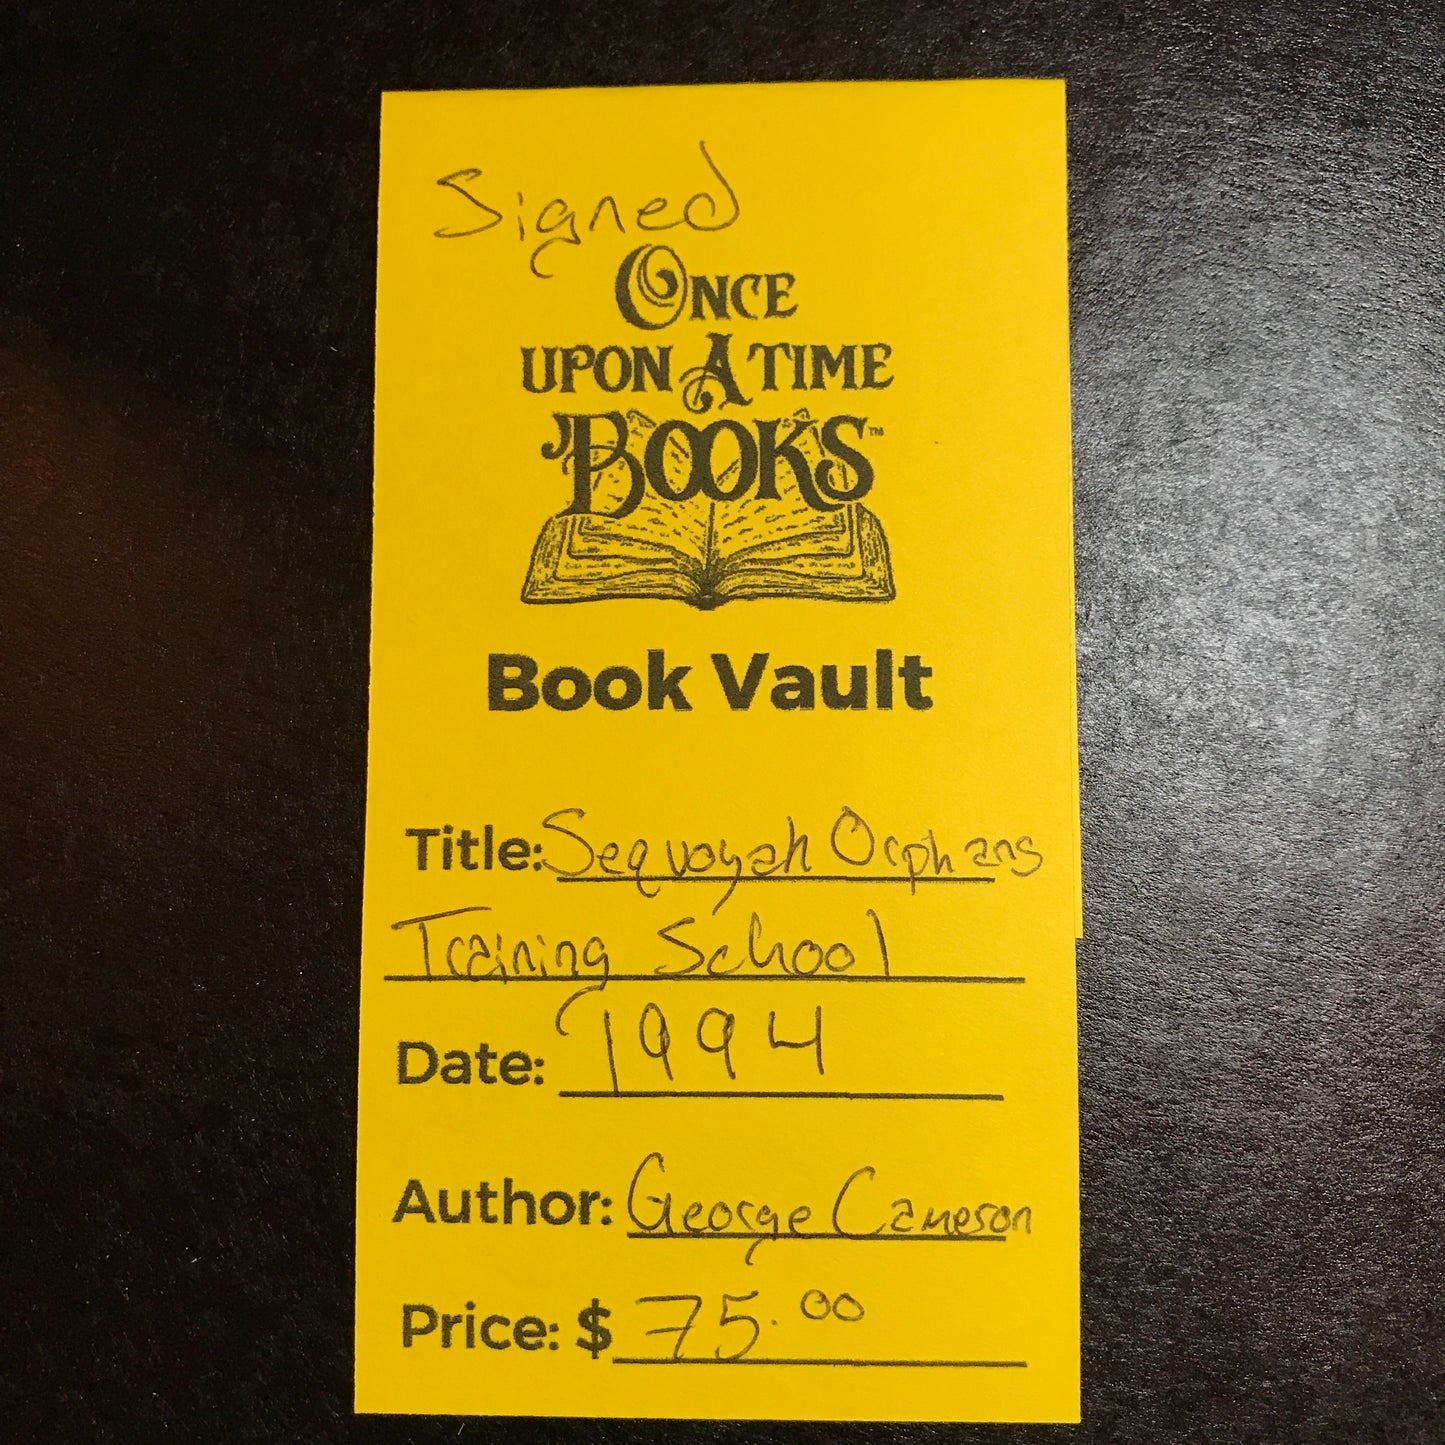 Signed
ONCE
UPON A TIME
BOOKS™
Book Vault
Title: Sequoyah Orphans
Training School
Date: 1994
Author: George Cameron
Price: $ 75.00